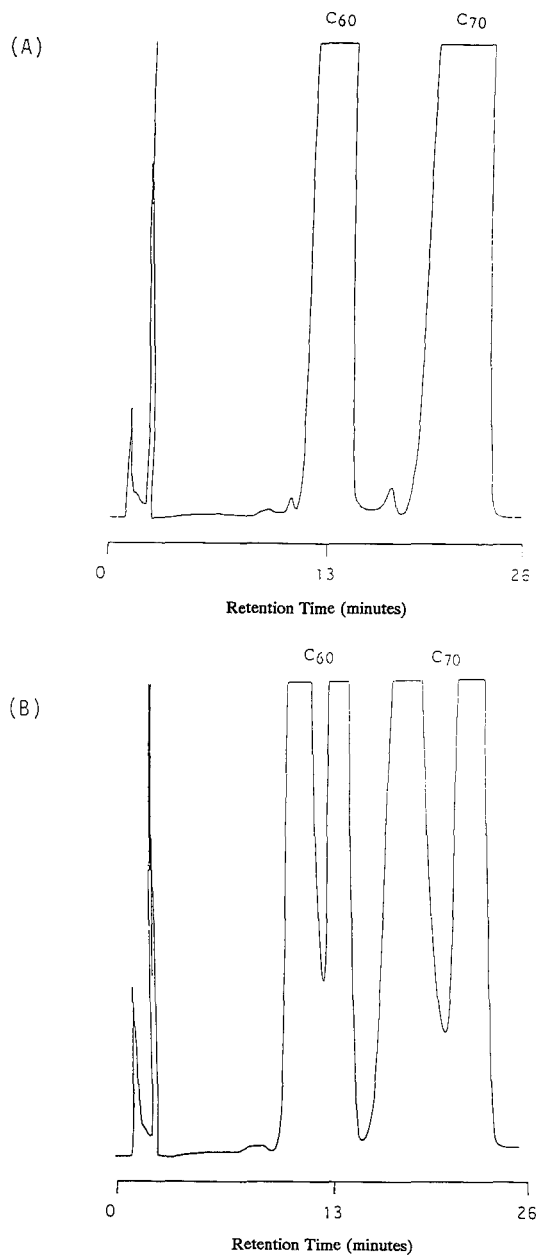 (A)
C60 C70
0 13 26
Retention Time (minutes)
(B)
C60 C70
0 13 26
Retention Time (minutes)